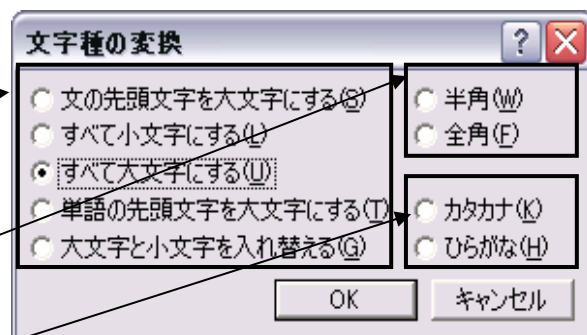 文字種の変換
文の先頭文字を大文字にする(S)
すべて小文字にする(L)
すべて大文字にする(U)
単語の先頭文字を大文字にする(T)
大文字と小文字を入れ替える(G)
半角(W)
全角(F)
カタカナ(K)
ひらがな(H)
OK
キャンセル